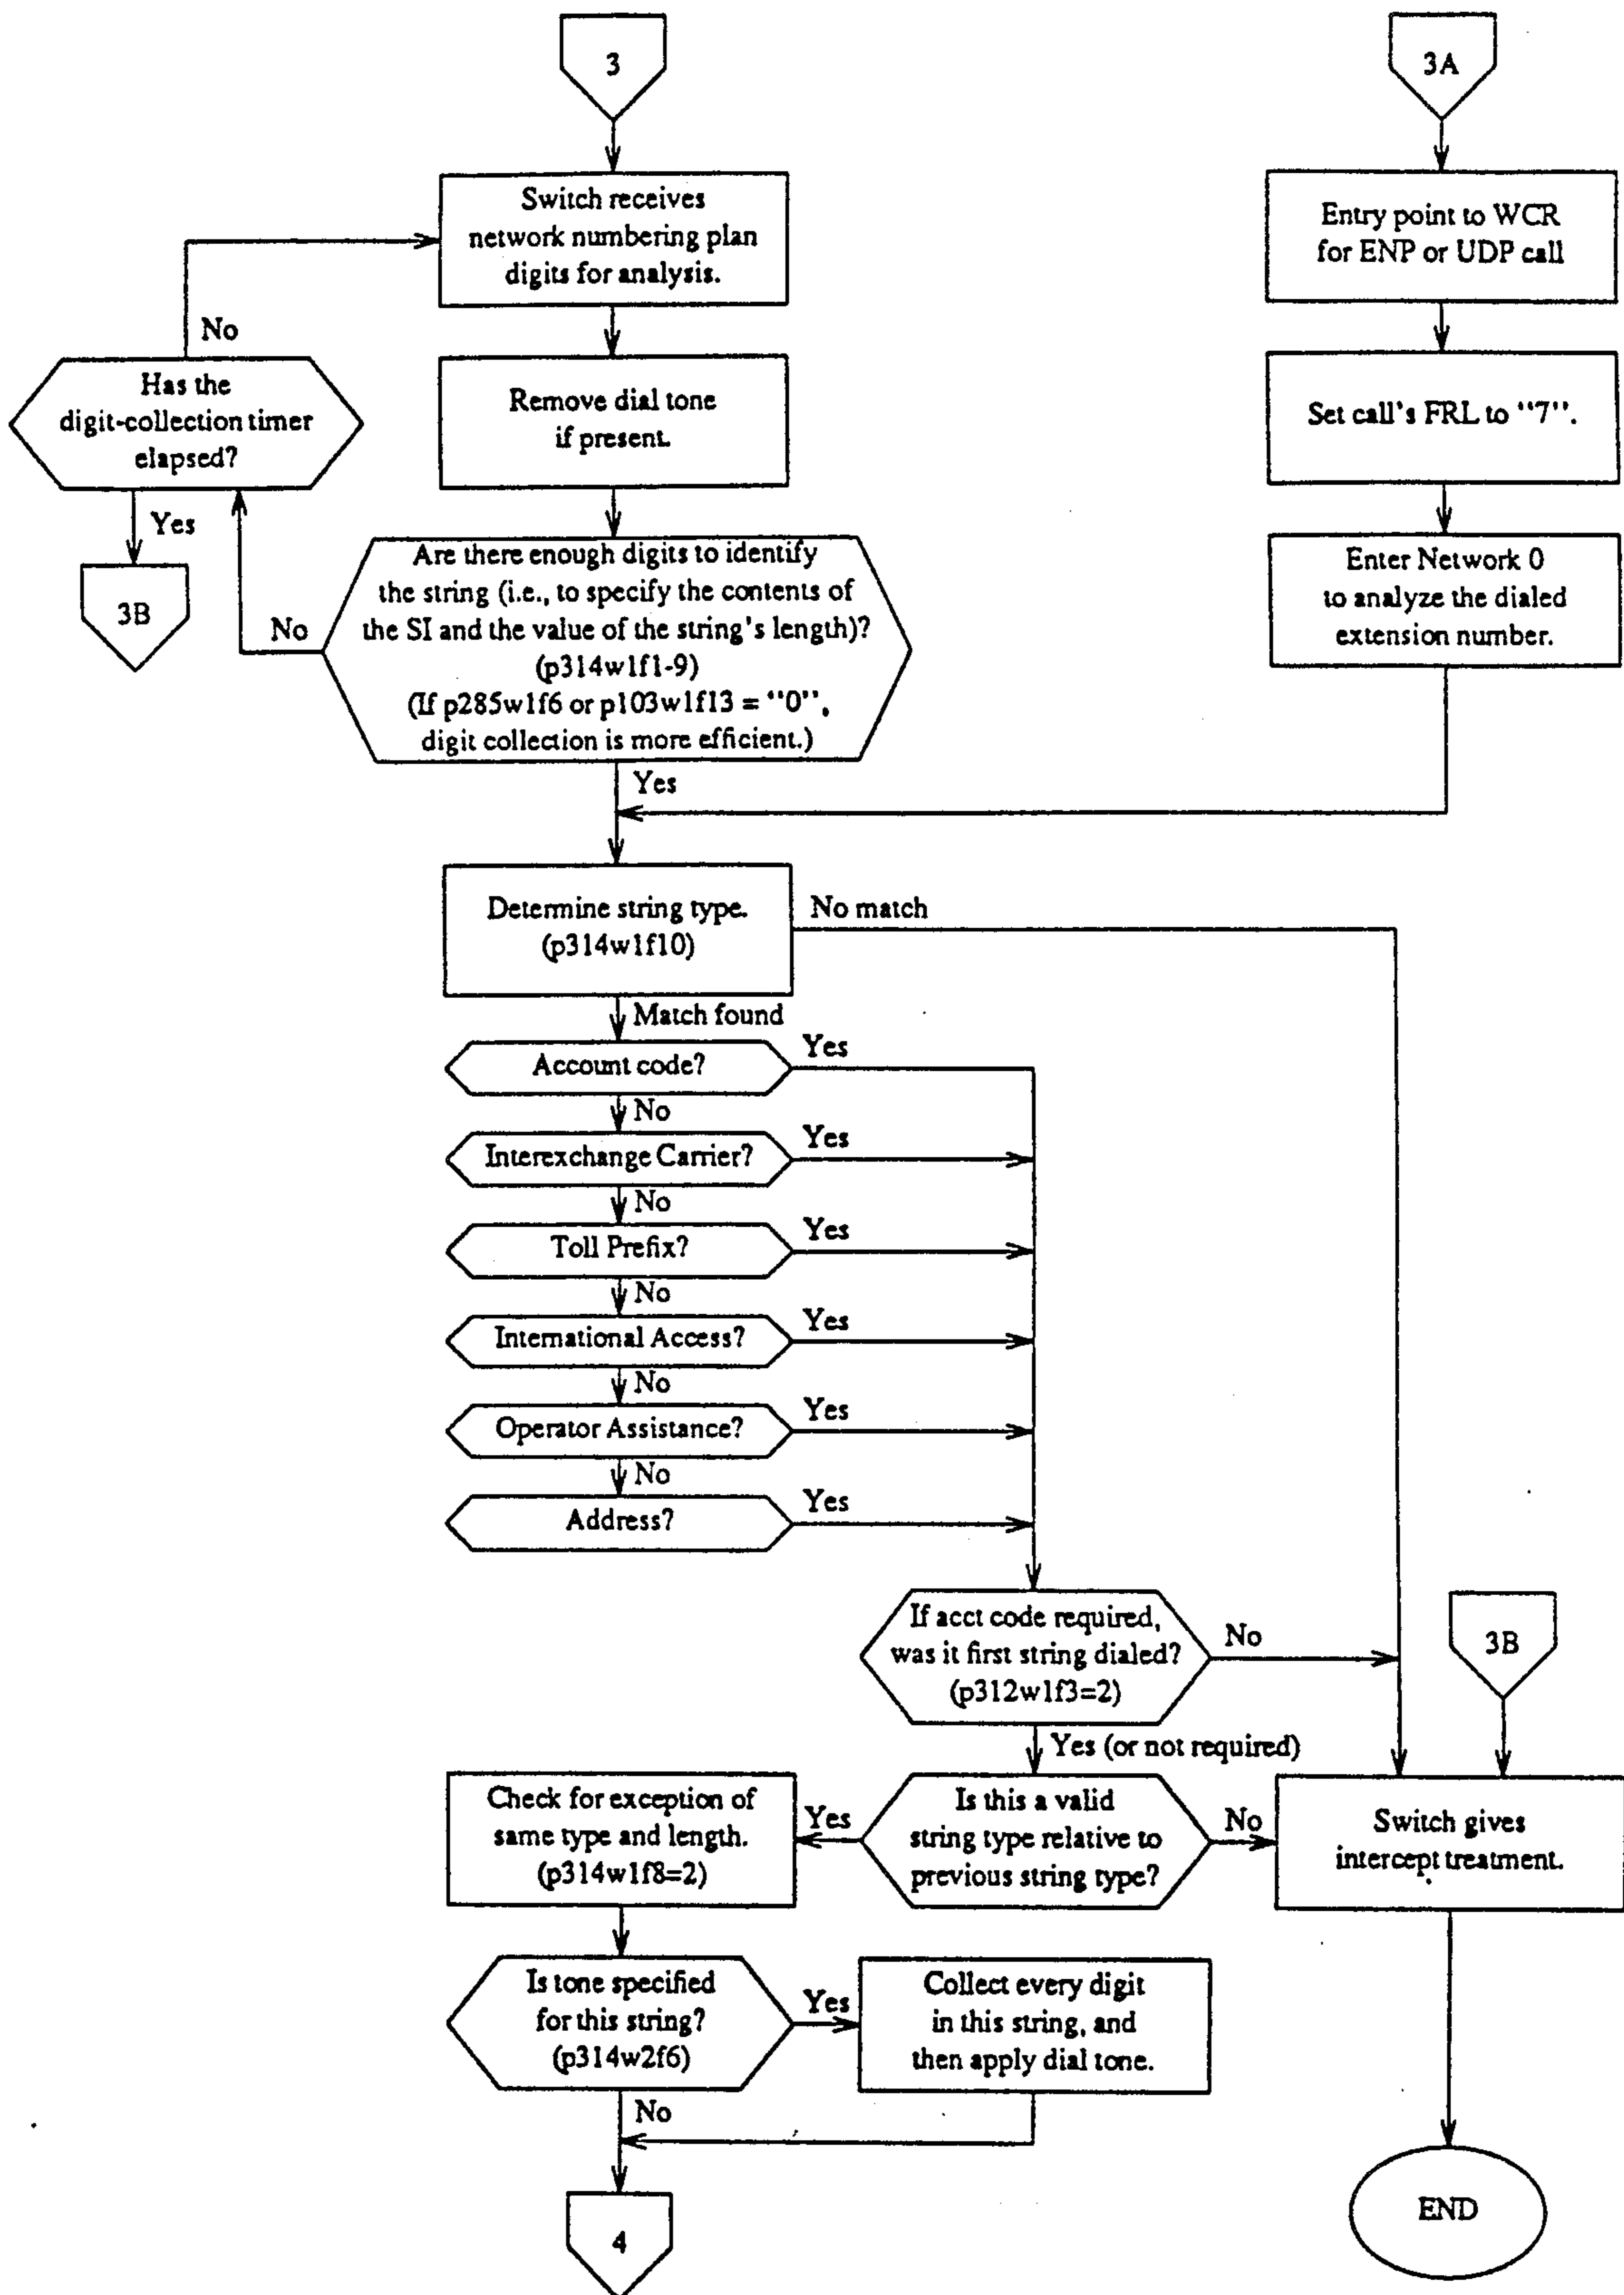 3
3A
Switch receives
network numbering plan
digits for analysis.
Entry point to WCR
for ENP or UDP call
No
Has the
digit-collection timer
elapsed?
Remove dial tone
if present.
Set call's FRL to "7".
Yes
3B
No
Are there enough digits to identify
the string (i.e., to specify the contents of
the SI and the value of the string's length)?
(p314w1f1-9)
(If p285w1f6 or p103w1f13 = "0",
digit collection is more efficient.)
Enter Network 0
to analyze the dialed
extension number.
Yes
Determine string type.
(p314w1f10)
No match
Match found
Account code?
Yes
No
Interexchange Carrier?
Yes
No
Toll Prefix?
Yes
No
International Access?
Yes
No
Operator Assistance?
Yes
No
Address?
Yes
If acct code required,
was it first string dialed?
(p312w1f3=2)
No
3B
Yes (or not required)
Check for exception of
same type and length.
(p314w1f8=2)
Yes
Is this a valid
string type relative to
previous string type?
No
Switch gives
intercept treatment.
Is tone specified
for this string?
(p314w2f6)
Yes
Collect every digit
in this string, and
then apply dial tone.
No
4
END